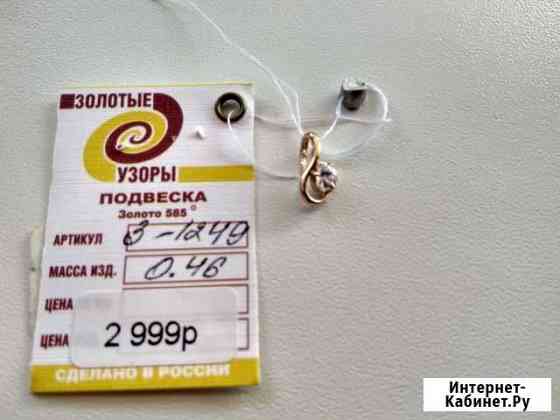 ЗОЛОТЫЕ
УЗОРЫ
ПОДВЕСКА
Золото 585°
АРТИКУЛ 3-1249
МАССА ИЗД. 0.46
ЦЕНА
ЦЕНА 2 999р
СДЕЛАНО В РОССИИ
Интернет-
Кабинет.Ру